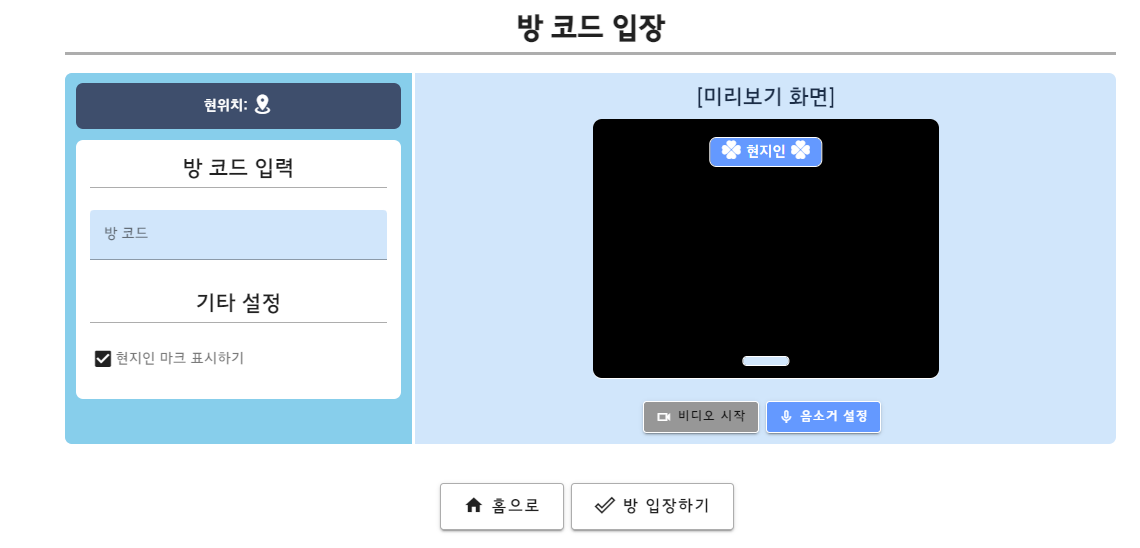 방 코드 입장
현위치:
방 코드 입력
방 코드
기타 설정
현지인 마크 표시하기
[미리보기 화면]
현지인
비디오 시작
음소거 설정
홈으로
방 입장하기